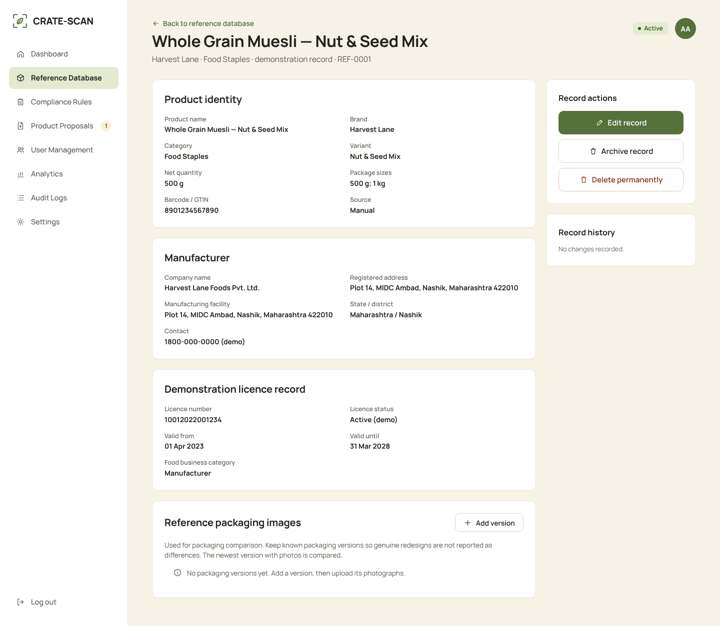 CRATE-SCAN
Dashboard
Reference Database
Compliance Rules
Product Proposals 1
User Management
Analytics
Audit Logs
Settings
Log out
Back to reference database
Whole Grain Muesli — Nut & Seed Mix
Harvest Lane · Food Staples · demonstration record · REF-0001
Active
AA
Product identity
Product name
Whole Grain Muesli — Nut & Seed Mix
Brand
Harvest Lane
Category
Food Staples
Variant
Nut & Seed Mix
Net quantity
500 g
Package sizes
500 g; 1 kg
Barcode / GTIN
8901234567890
Source
Manual
Manufacturer
Company name
Harvest Lane Foods Pvt. Ltd.
Registered address
Plot 14, MIDC Ambad, Nashik, Maharashtra 422010
Manufacturing facility
Plot 14, MIDC Ambad, Nashik, Maharashtra 422010
State / district
Maharashtra / Nashik
Contact
1800-000-0000 (demo)
Demonstration licence record
Licence number
10012022001234
Licence status
Active (demo)
Valid from
01 Apr 2023
Valid until
31 Mar 2028
Food business category
Manufacturer
Reference packaging images
Add version
Used for packaging comparison. Keep known packaging versions so genuine redesigns are not reported as
differences. The newest version with photos is compared.
No packaging versions yet. Add a version, then upload its photographs.
Record actions
Edit record
Archive record
Delete permanently
Record history
No changes recorded.